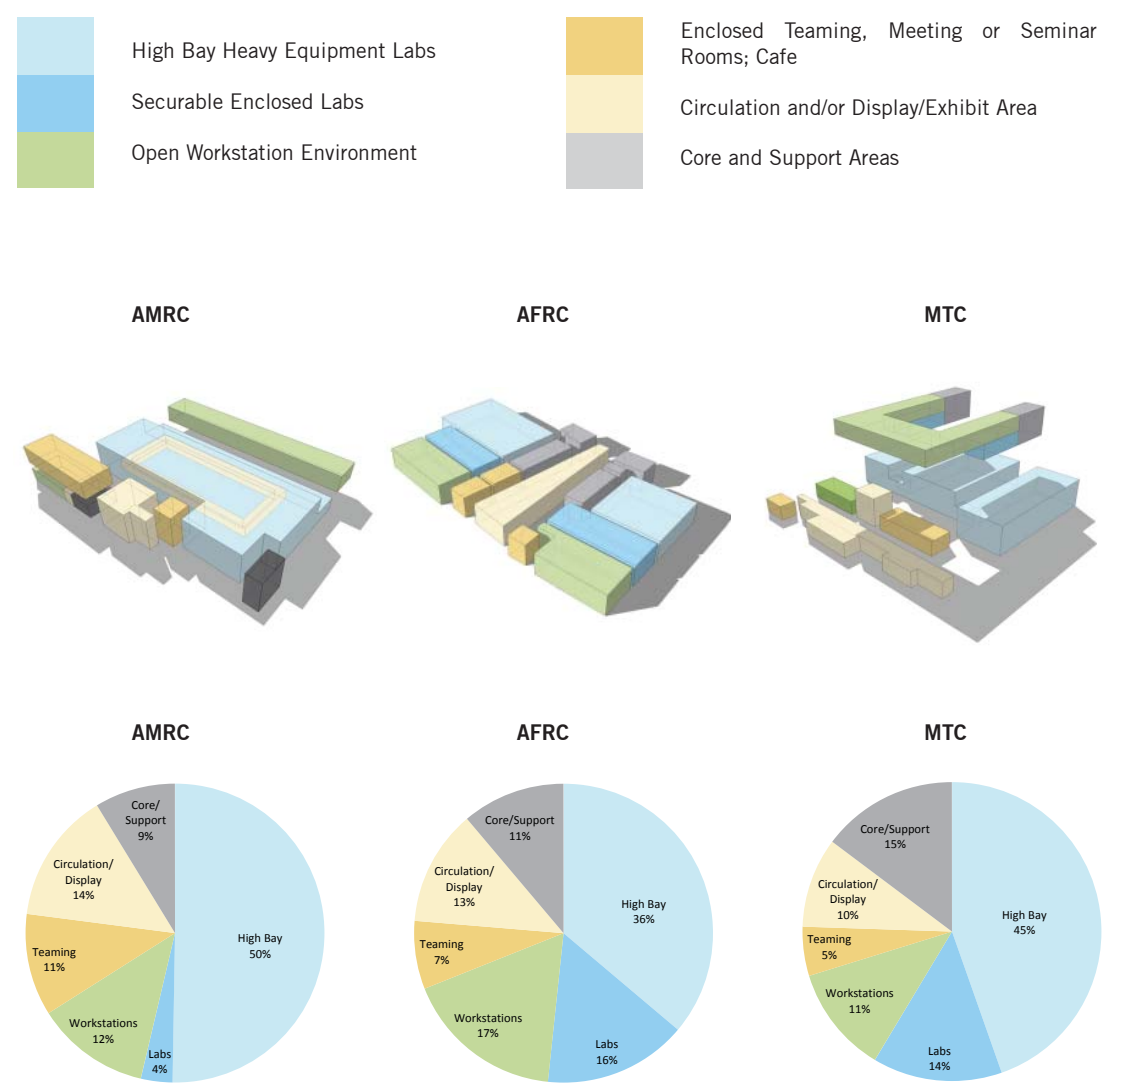 High Bay Heavy Equipment Labs
Securable Enclosed Labs
Open Workstation Environment
Enclosed Teaming, Meeting or Seminar
Rooms; Cafe
Circulation and/or Display/Exhibit Area
Core and Support Areas
AMRC
AFRC
MTC
AMRC
AFRC
MTC
Core/
Support
9%
Circulation/
Display
14%
Teaming
11%
Workstations
12%
Labs
4%
High Bay
50%
Core/Support
11%
Circulation/
Display
13%
Teaming
7%
Workstations
17%
Labs
16%
High Bay
36%
Core/Support
15%
Circulation/
Display
10%
Teaming
5%
Workstations
11%
Labs
14%
High Bay
45%